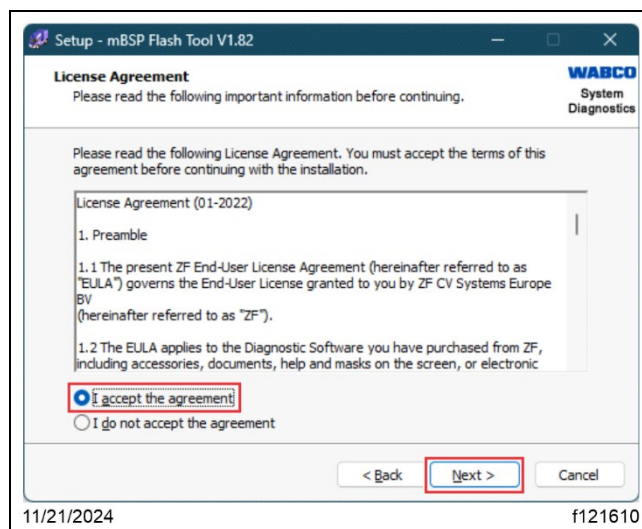 Setup - mBSP Flash Tool V1.82
License Agreement
Please read the following important information before continuing.
WABCO
System
Diagnostics
Please read the following License Agreement. You must accept the terms of this
agreement before continuing with the installation.
License Agreement (01-2022)
1. Preamble
1.1 The present ZF End-User License Agreement (hereinafter referred to as
"EULA") governs the End-User License granted to you by ZF CV Systems Europe
BV
(hereinafter referred to as "ZF").
1.2 The EULA applies to the Diagnostic Software you have purchased from ZF,
including accessories, documents, help and masks on the screen, or electronic
I accept the agreement
I do not accept the agreement
< Back
Next >
Cancel
11/21/2024
f121610